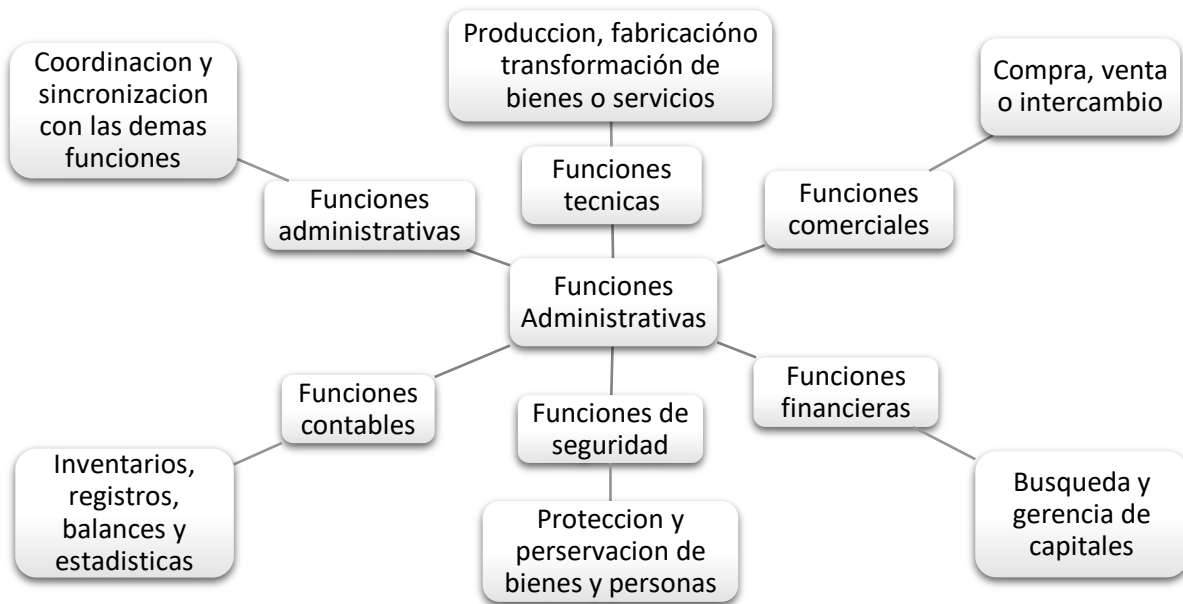 Produccion, fabricacióno
transformación de
bienes o servicios
Coordinacion y
sincronizacion
con las demas
funciones
Compra, venta
o intercambio
Funciones
tecnicas
Funciones
administrativas
Funciones
comerciales
Funciones
Administrativas
Funciones
contables
Funciones de
seguridad
Funciones
financieras
Inventarios,
registros,
balances y
estadisticas
Proteccion y
perservacion de
bienes y personas
Busqueda y
gerencia de
capitales